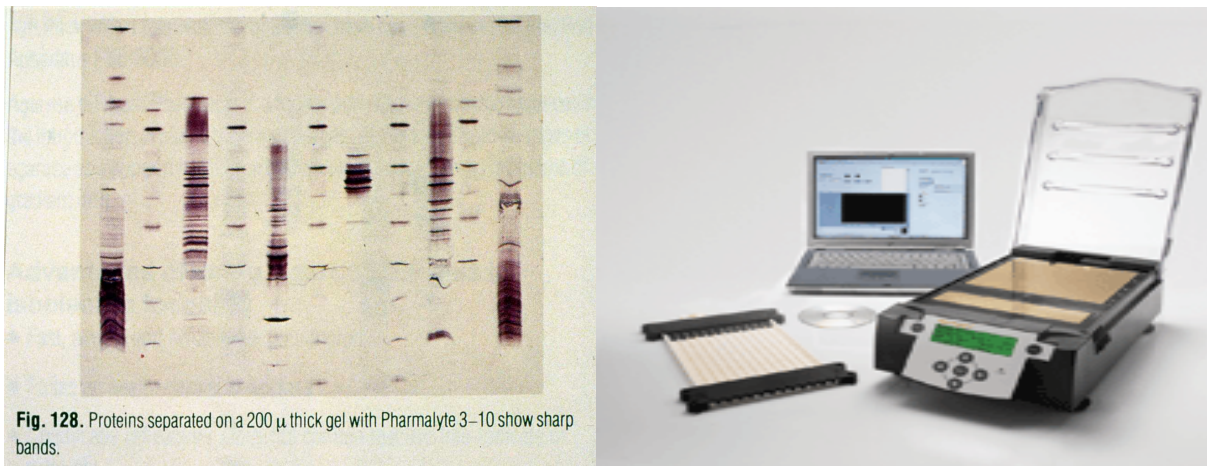 Fig. 128. Proteins separated on a 200 μ thick gel with Pharmalyte 3–10 show sharp
bands.